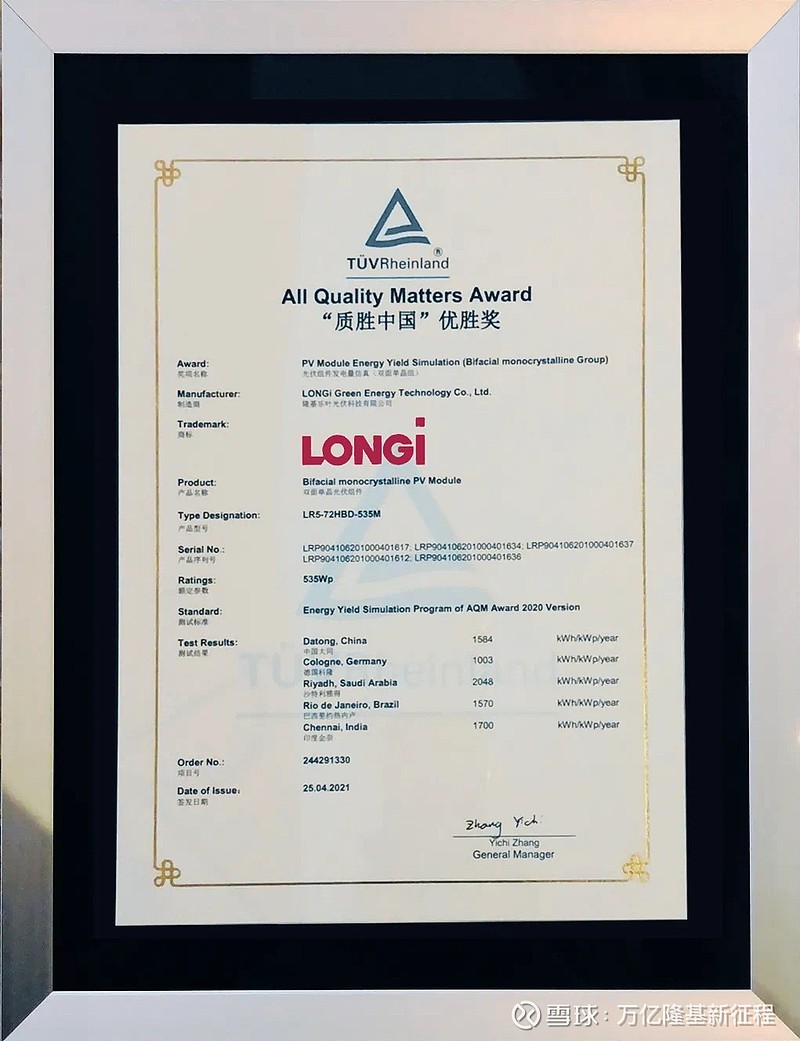 TÜVRheinland®
All Quality Matters Award
“质胜中国”优胜奖
Award: PV Module Energy Yield Simulation (Bifacial monocrystalline Group)
奖项名称 光伏组件发电量仿真（双面单晶组）
Manufacturer: LONGi Green Energy Technology Co., Ltd.
制造商 隆基乐叶光伏科技有限公司
Trademark:
商标
LONGi
Product: Bifacial monocrystalline PV Module
产品名称 双面单晶光伏组件
Type Designation: LR5-72HBD-535M
产品型号
Serial No.: LRP904106201000401617; LRP904106201000401634; LRP904106201000401637
产品序列号 LRP904106201000401612; LRP904106201000401636
Ratings: 535Wp
额定参数
Standard: Energy Yield Simulation Program of AQM Award 2020 Version
测试标准
Test Results: Datong, China 1584 kWh/kWp/year
测试结果 中国大同
Cologne, Germany 1003 kWh/kWp/year
德国科隆
Riyadh, Saudi Arabia 2048 kWh/kWp/year
沙特利雅得
Rio de Janeiro, Brazil 1570 kWh/kWp/year
巴西里约热内卢
Chennai, India 1700 kWh/kWp/year
印度金奈
Order No.: 244291330
项目号
Date of Issue: 25.04.2021
签发日期
Zhang Yichi
Yichi Zhang
General Manager
TÜVRheinland
雪球：万亿隆基新征程